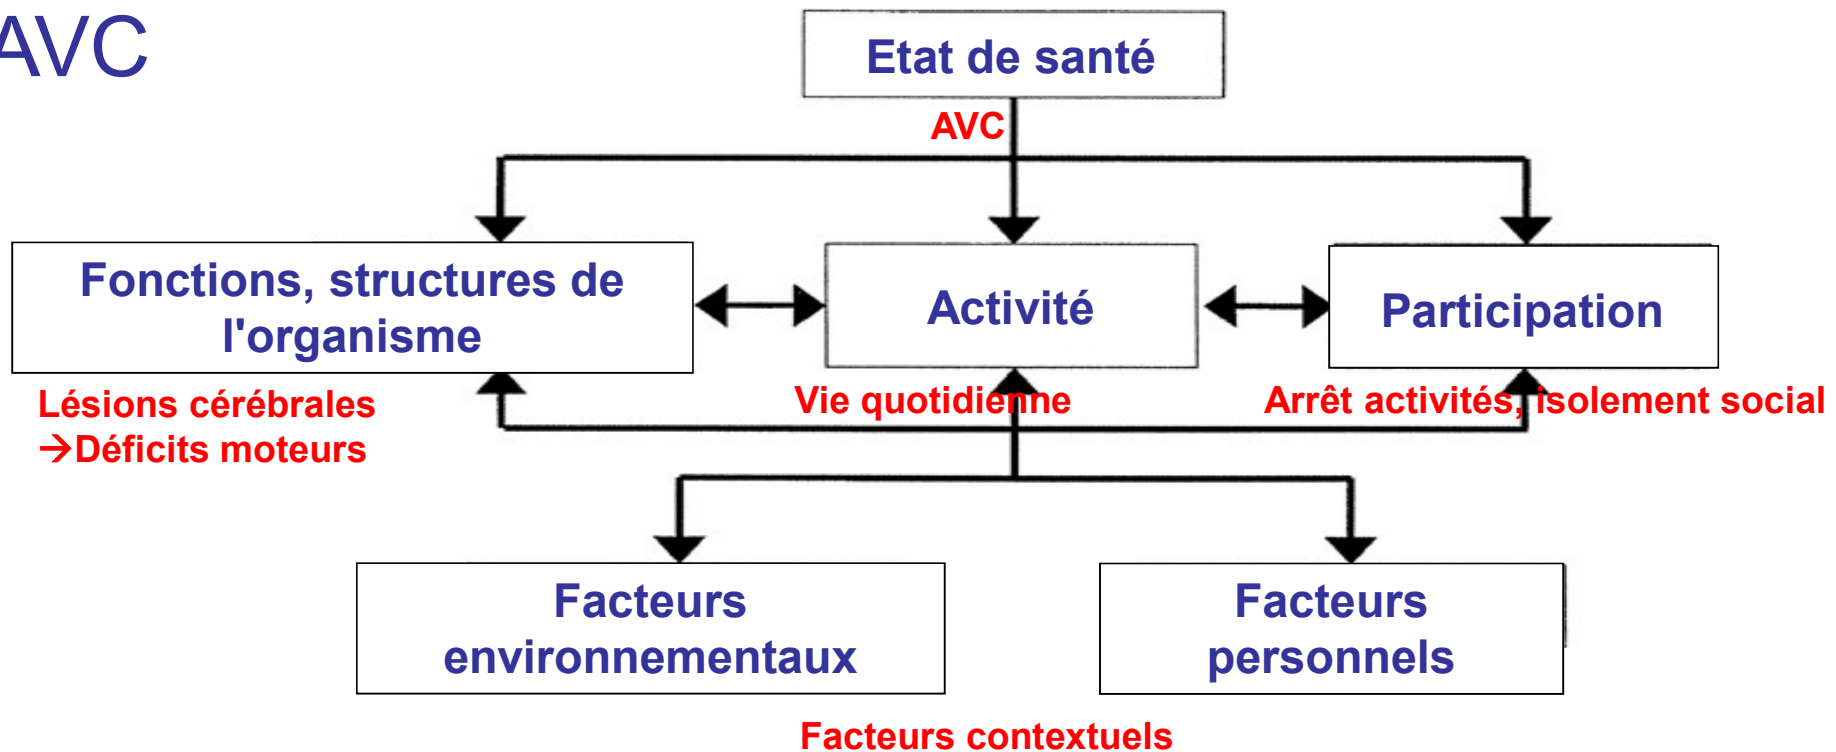 AVC
Etat de santé
AVC
Fonctions, structures de
l'organisme
Activité
Participation
Lésions cérébrales
→Déficits moteurs
Vie quotidienne
Arrêt activités, isolement social
Facteurs
environnementaux
Facteurs
personnels
Facteurs contextuels